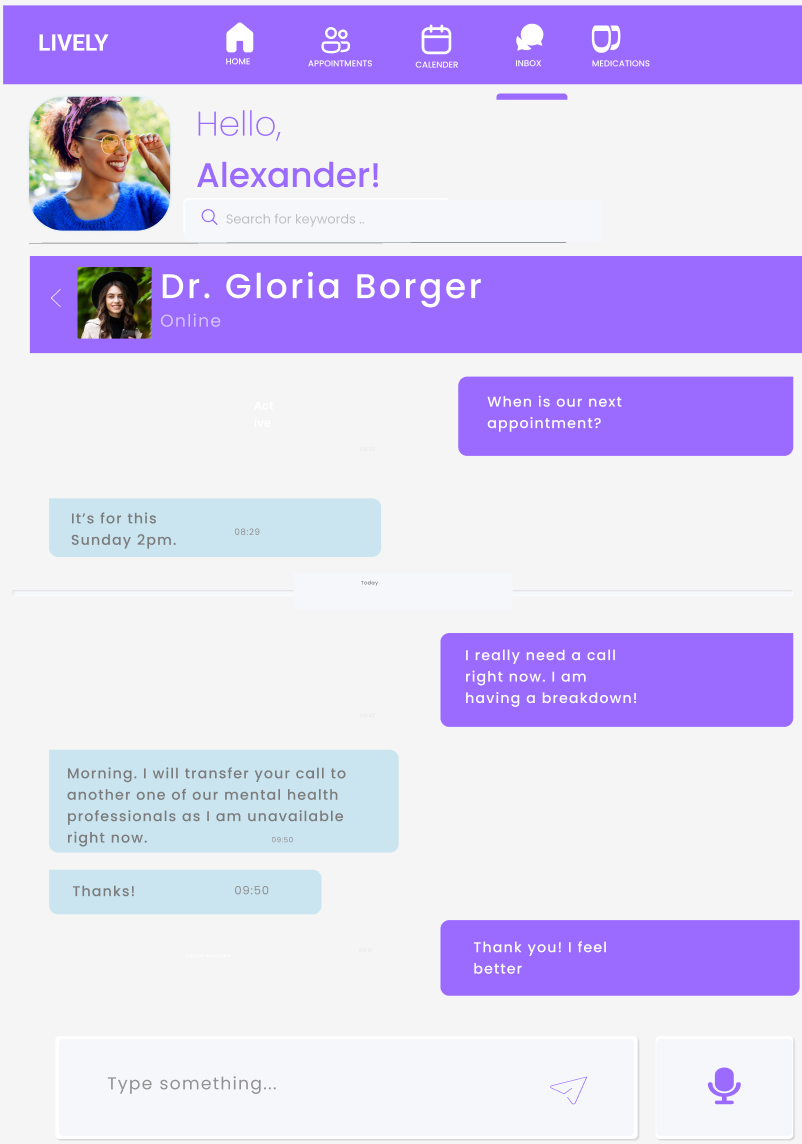 LIVELY
HOME
APPOINTMENTS
CALENDER
INBOX
MEDICATIONS
Hello,
Alexander!
Search for keywords ..
Dr. Gloria Borger
Online
When is our next
appointment?
Act
ive
It's for this
Sunday 2pm.
08:29
Today
I really need a call
right now. I am
having a breakdown!
Morning. I will transfer your call to
another one of our mental health
professionals as I am unavailable
right now.
09:50
Thanks!
09:50
Thank you! I feel
better
Type something...